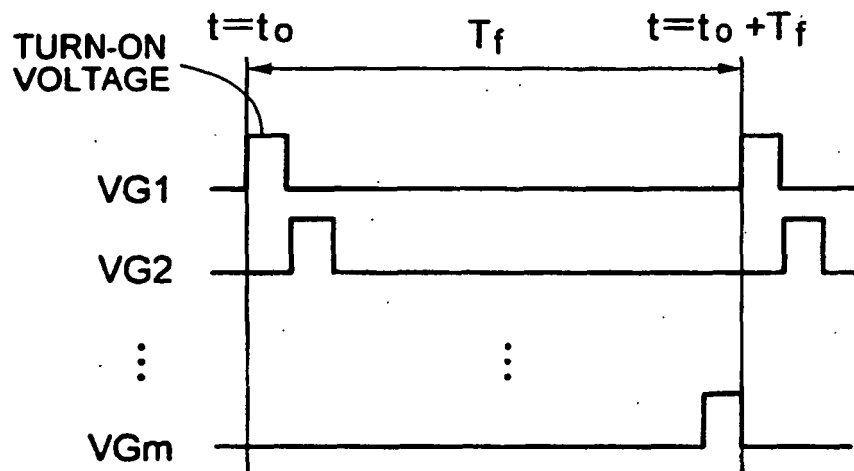 t=to Tf t=to+Tf
TURN-ON
VOLTAGE
VG1
VG2
⋮ ⋮
VGm